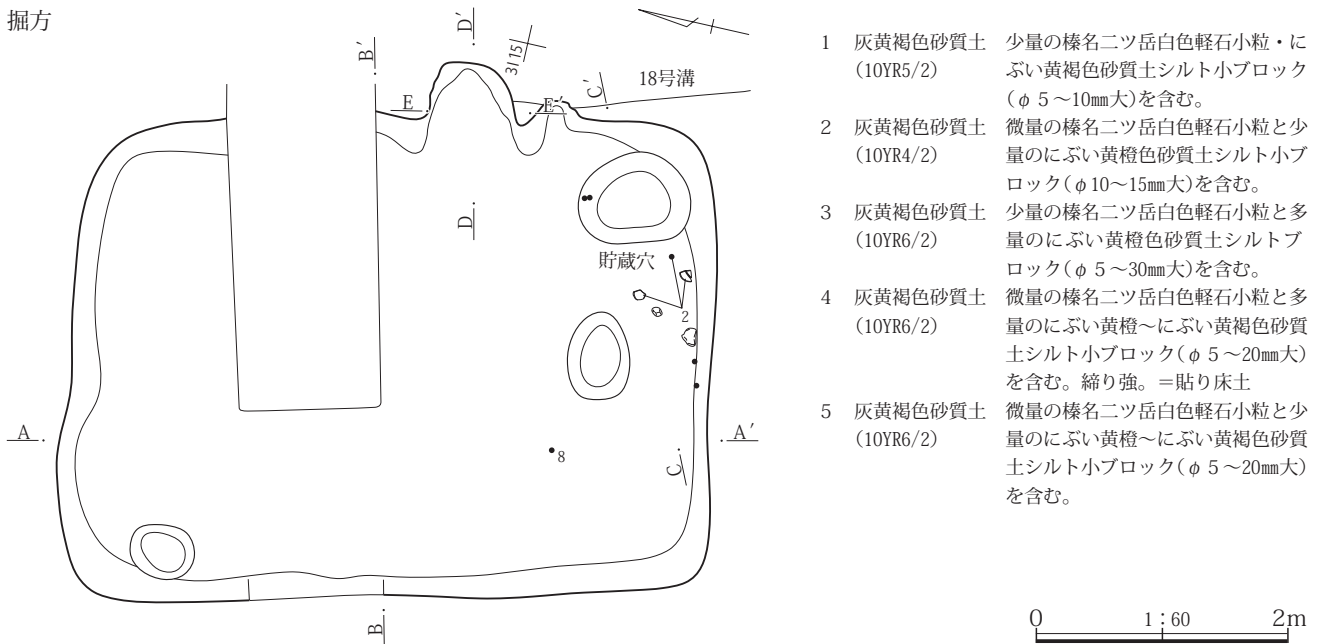 掘方
D′
B′
31 15
C′
18号溝
E
E′
D
貯蔵穴
2
A
A′
8
C
B
1 灰黄褐色砂質土 少量の榛名二ツ岳白色軽石小粒・に
(10YR5/2) ぶい黄褐色砂質土シルト小ブロック
(φ 5~10㎜大)を含む。
2 灰黄褐色砂質土 微量の榛名二ツ岳白色軽石小粒と少
(10YR4/2) 量のにぶい黄橙色砂質土シルト小ブ
ロック(φ10~15㎜大)を含む。
3 灰黄褐色砂質土 少量の榛名二ツ岳白色軽石小粒と多
(10YR6/2) 量のにぶい黄橙色砂質土シルトブ
ロック(φ 5~30㎜大)を含む。
4 灰黄褐色砂質土 微量の榛名二ツ岳白色軽石小粒と多
(10YR6/2) 量のにぶい黄橙~にぶい黄褐色砂質
土シルト小ブロック(φ 5~20㎜大)
を含む。締り強。=貼り床土
5 灰黄褐色砂質土 微量の榛名二ツ岳白色軽石小粒と少
(10YR6/2) 量のにぶい黄橙~にぶい黄褐色砂質
土シルト小ブロック(φ 5~20㎜大)
を含む。
0 1:60 2m